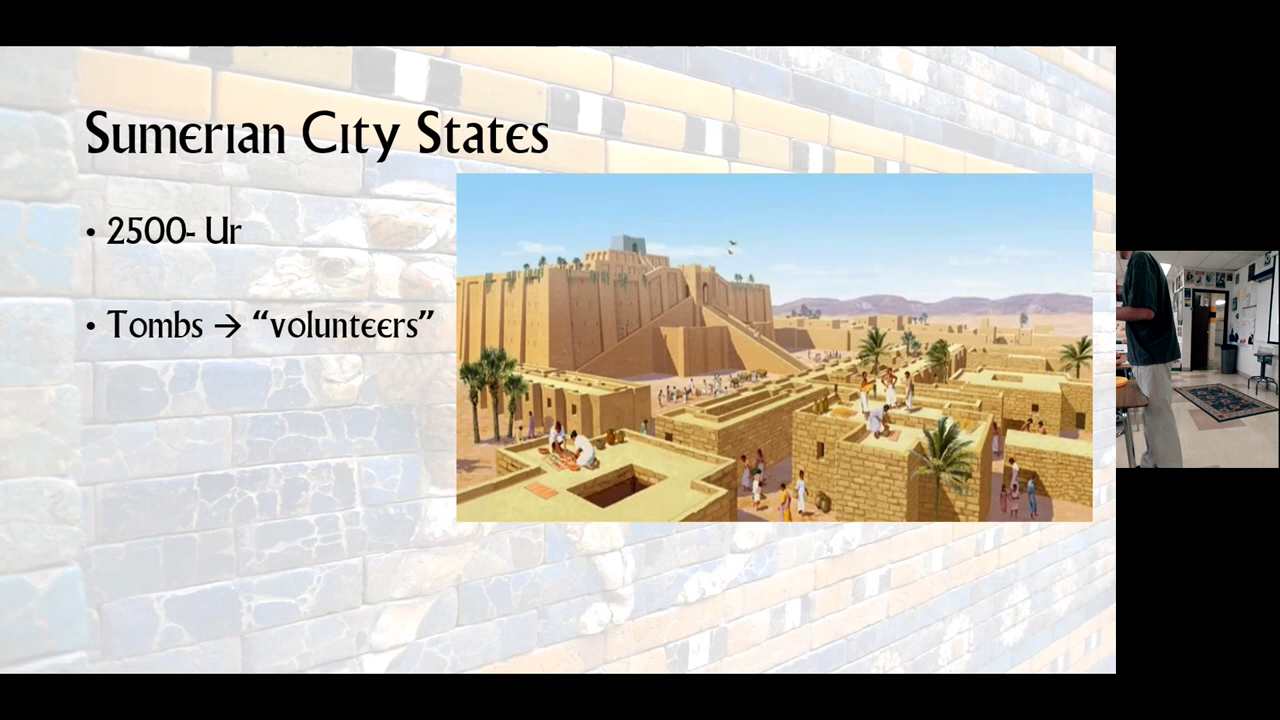 Sumerian City States
• 2500- Ur
• Tombs → “volunteers”